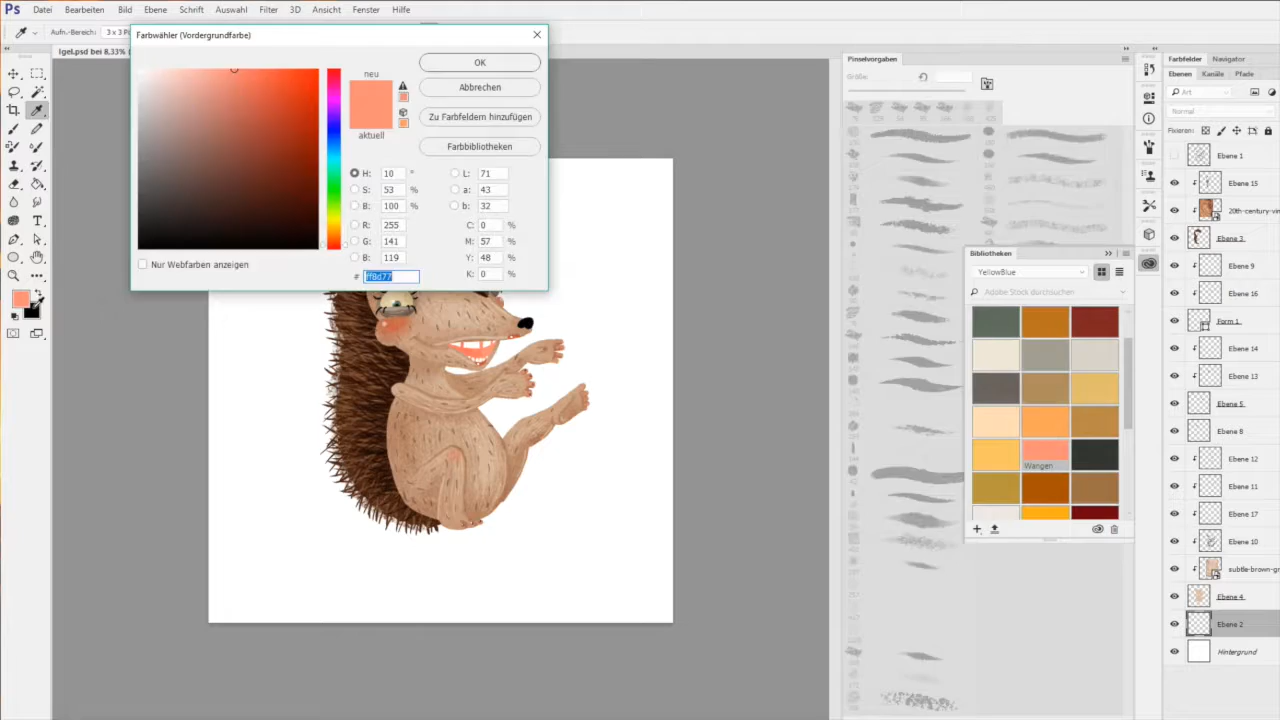 Ps Datei Bearbeiten Bild Ebene Schrift Auswahl Filter 3D Ansicht Fenster Hilfe
Aufn.-Bereich: 3 x 3
Igel.psd bei 8,33%
Farbwähler (Vordergrundfarbe)
neu
aktuell
OK
Abbrechen
Zu Farbfeldern hinzufügen
Farbbibliotheken
H: 10 °
S: 53 %
B: 100 %
R: 255
G: 141
B: 119
# ff8d77
L: 71
a: 43
b: 32
C: 0 %
M: 57 %
Y: 48 %
K: 0 %
Nur Webfarben anzeigen
Pinselvorgaben
Größe:
Bibliotheken
YellowBlue
Adobe Stock durchsuchen
Wangen
Farbfelder Navigator
Ebenen Kanäle Pfade
Art
Normal
Fixieren:
Ebene 1
Ebene 15
20th-century-vin
Ebene 3
Ebene 9
Ebene 16
Form 1
Ebene 14
Ebene 13
Ebene 5
Ebene 8
Ebene 12
Ebene 11
Ebene 17
Ebene 10
subtle-brown-gr
Ebene 4
Ebene 2
Hintergrund